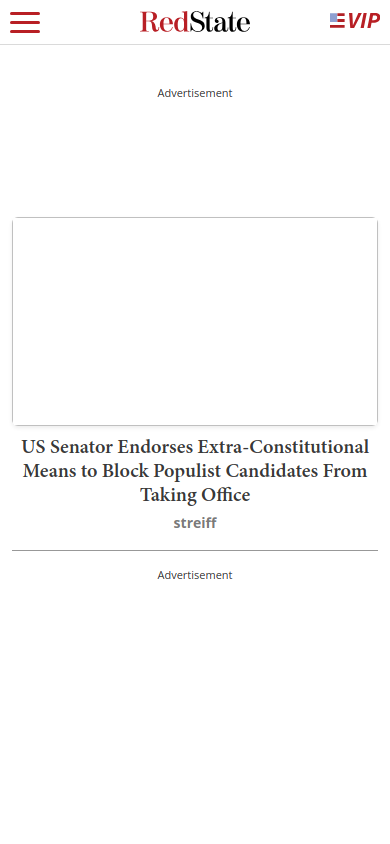 RedState
VIP
Advertisement
US Senator Endorses Extra-Constitutional
Means to Block Populist Candidates From
Taking Office
streiff
Advertisement